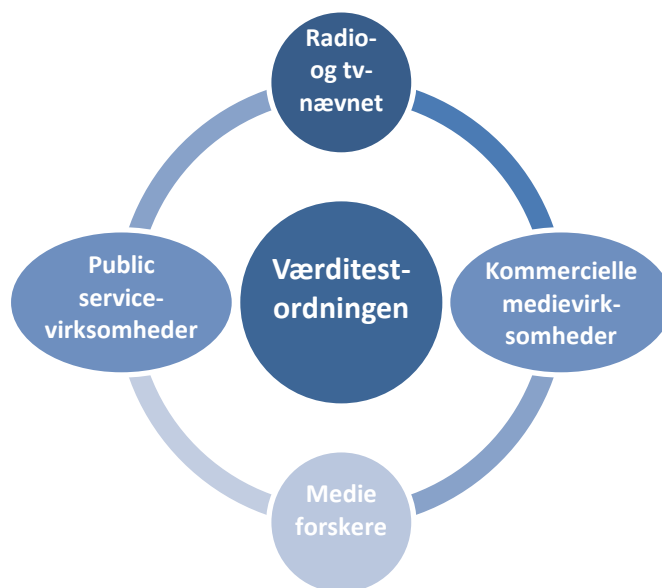 Radio-
og tv-
nævnet
Public
service-
virksomheder
Værditest-
ordningen
Kommercielle
medievirk-
somheder
Medie
forskere